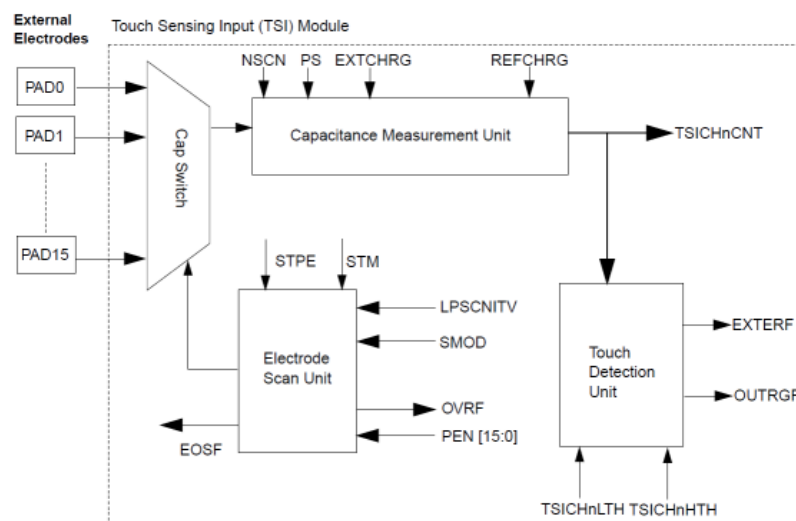 External
Electrodes
Touch Sensing Input (TSI) Module
NSCN PS EXTCHRG REFCHRG
PAD0
PAD1
PAD15
Cap Switch
Capacitance Measurement Unit
TSICHnCNT
STPE STM
LPSCNITV
SMOD
Electrode
Scan Unit
OVRF
PEN [15:0]
EOSF
Touch
Detection
Unit
EXTERF
OUTRGF
TSICHnLTH TSICHnHTH